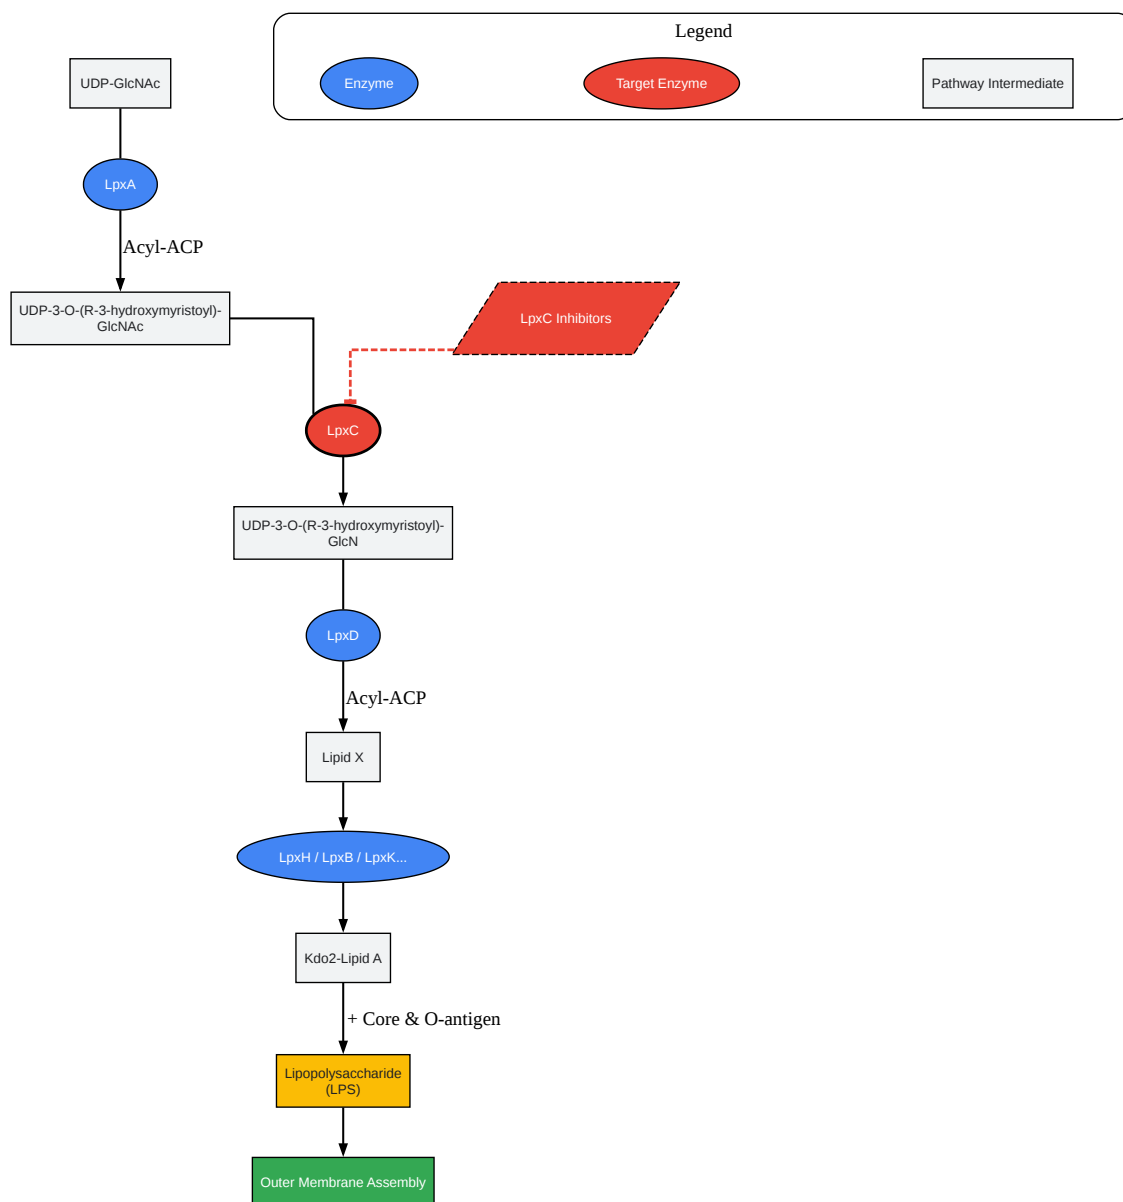 Legend
Enzyme
Target Enzyme
Pathway Intermediate
UDP-GlcNAc
LpxA
Acyl-ACP
UDP-3-O-(R-3-hydroxymyristoyl)-
GlcNAc
LpxC Inhibitors
LpxC
UDP-3-O-(R-3-hydroxymyristoyl)-
GlcN
LpxD
Acyl-ACP
Lipid X
LpxH / LpxB / LpxK...
Kdo2-Lipid A
+ Core & O-antigen
Lipopolysaccharide
(LPS)
Outer Membrane Assembly